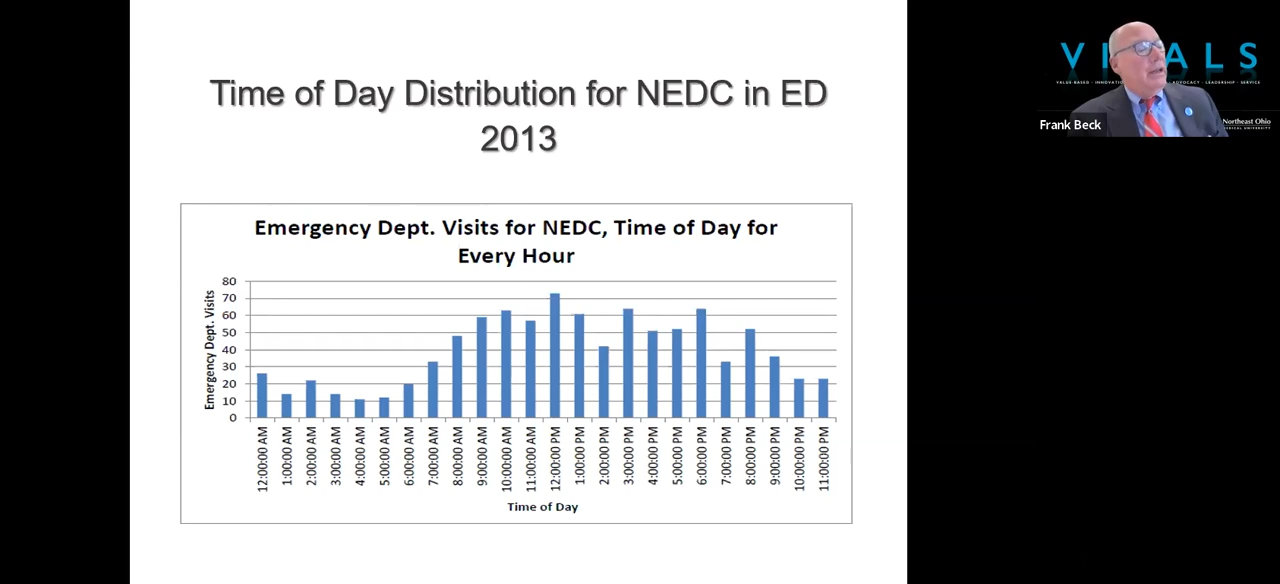 Time of Day Distribution for NEDC in ED
2013
Emergency Dept. Visits for NEDC, Time of Day for
Every Hour
Emergency Dept. Visits
80
70
60
50
40
30
20
10
0
12:00:00 AM
1:00:00 AM
2:00:00 AM
3:00:00 AM
4:00:00 AM
5:00:00 AM
6:00:00 AM
7:00:00 AM
8:00:00 AM
9:00:00 AM
10:00:00 AM
11:00:00 AM
12:00:00 PM
1:00:00 PM
2:00:00 PM
3:00:00 PM
4:00:00 PM
5:00:00 PM
6:00:00 PM
7:00:00 PM
8:00:00 PM
9:00:00 PM
10:00:00 PM
11:00:00 PM
Time of Day
V ALS
VALUE BASED · ADVOCACY · LEADERSHIP · SERVICE
Frank Beck
Northeast Ohio
UNIVERSITY